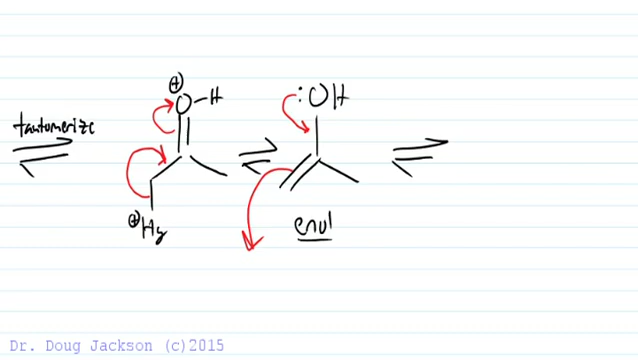 ⊕
O-H
:OH
tautomerize
⊕Hg
enol
Dr. Doug Jackson (c)2015